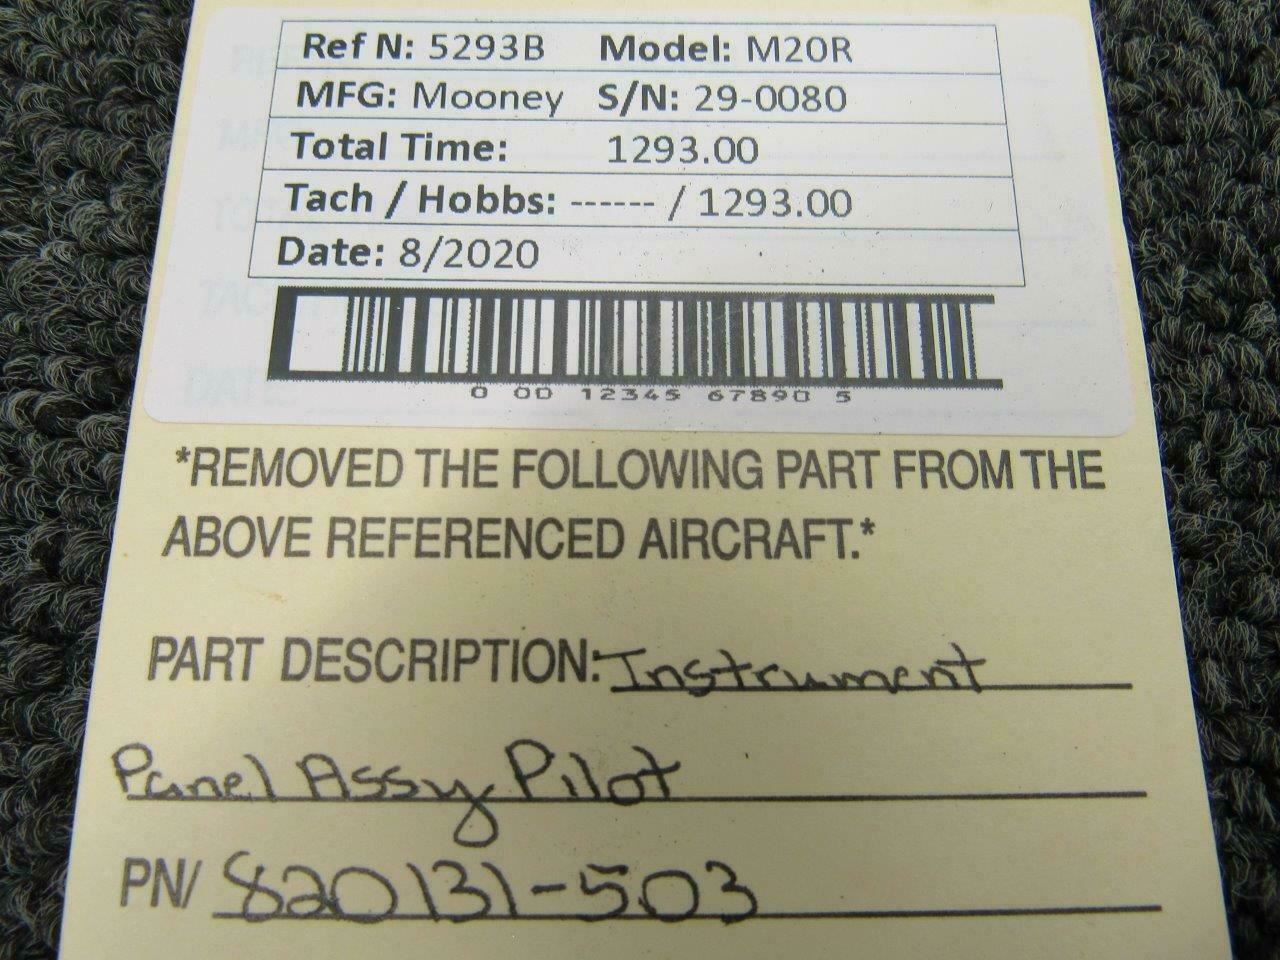 Ref N: 5293B Model: M20R
MFG: Mooney S/N: 29-0080
Total Time: 1293.00
Tach / Hobbs: ------ / 1293.00
Date: 8/2020
0 00 12345 67890 5
*REMOVED THE FOLLOWING PART FROM THE
ABOVE REFERENCED AIRCRAFT.*
PART DESCRIPTION: Instrument
Panel Assy Pilot
PN/ 820131-503